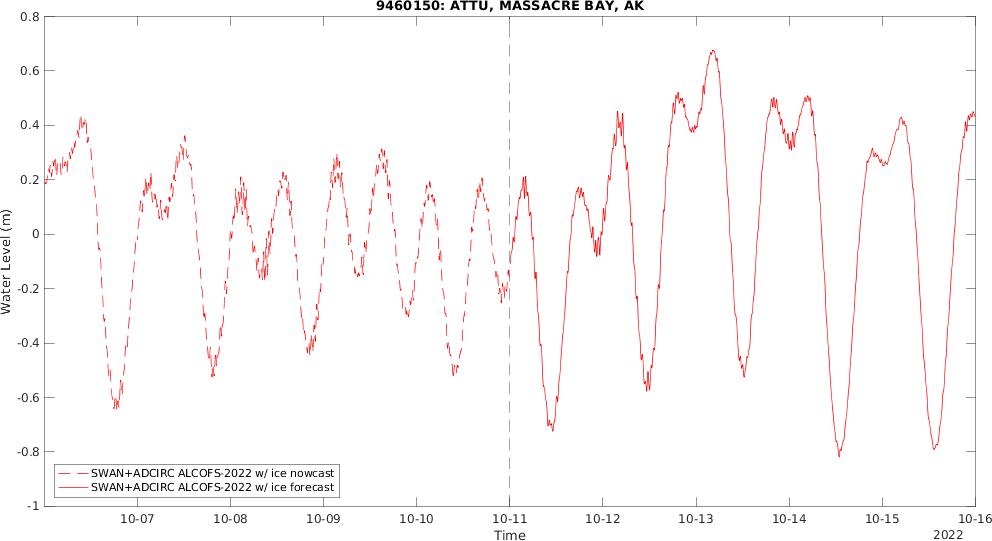 9460150: ATTU, MASSACRE BAY, AK
0.8
0.6
0.4
0.2
0
-0.2
-0.4
-0.6
-0.8
-1
Water Level (m)
SWAN+ADCIRC ALCOFS-2022 w/ ice nowcast
SWAN+ADCIRC ALCOFS-2022 w/ ice forecast
10-07 10-08 10-09 10-10 10-11 10-12 10-13 10-14 10-15 10-16
Time
2022